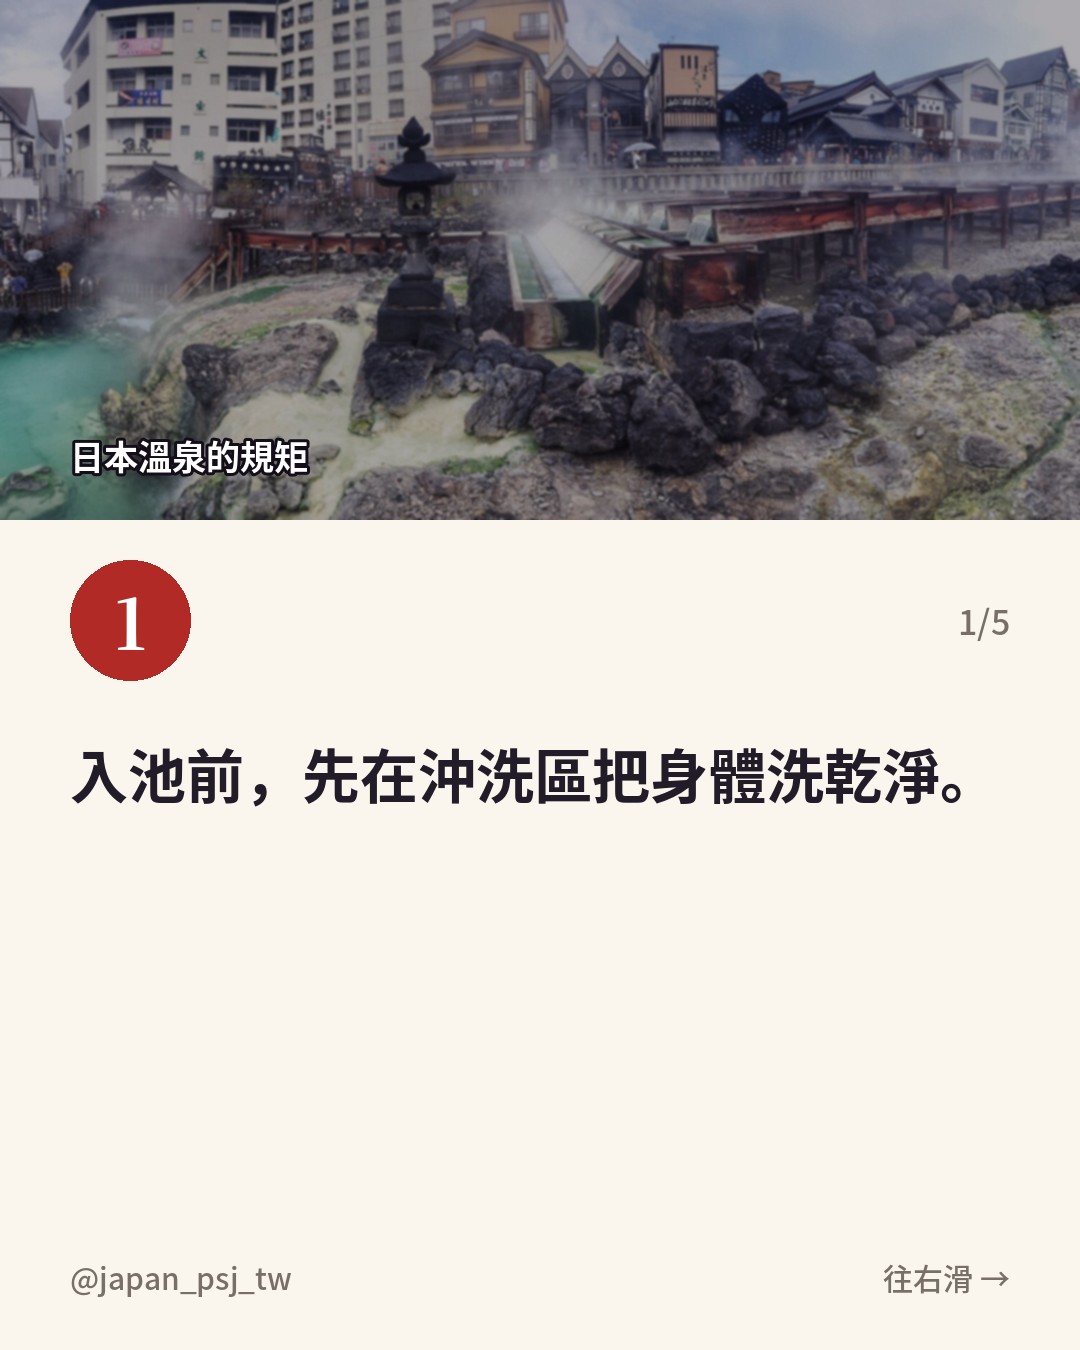 日本溫泉的規矩
1
1/5
入池前，先在沖洗區把身體洗乾淨。
@japan_psj_tw
往右滑 →